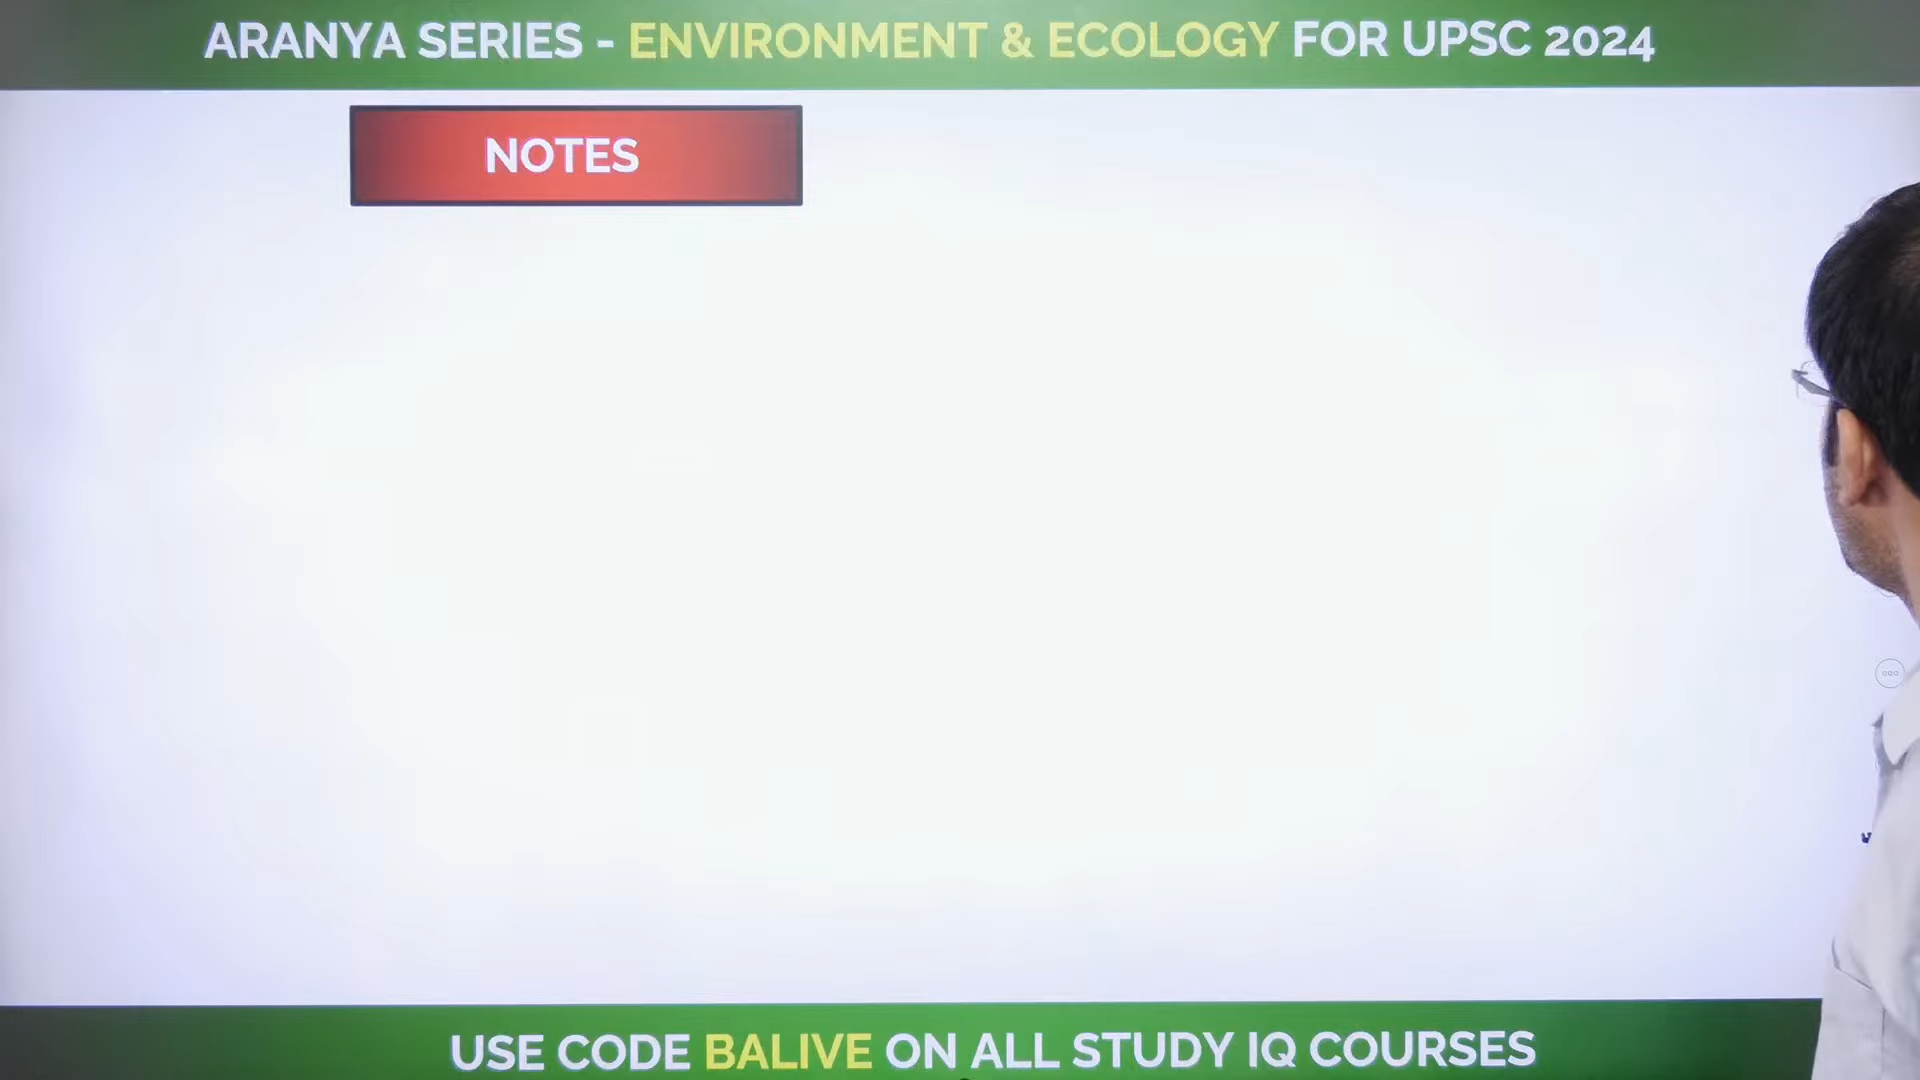 ARANYA SERIES - ENVIRONMENT & ECOLOGY FOR UPSC 2024
NOTES
USE CODE BALIVE ON ALL STUDY IQ COURSES